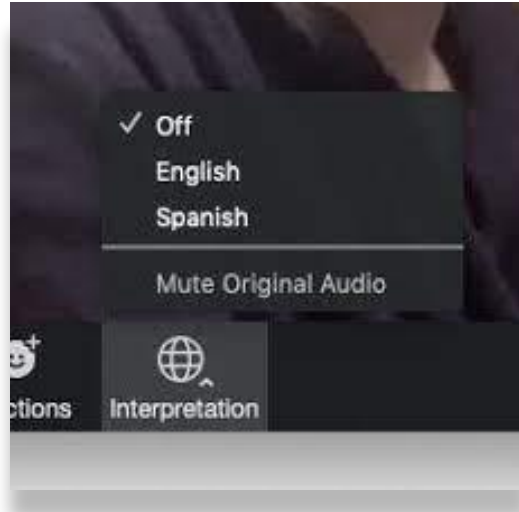 Off
English
Spanish
Mute Original Audio
ctions Interpretation